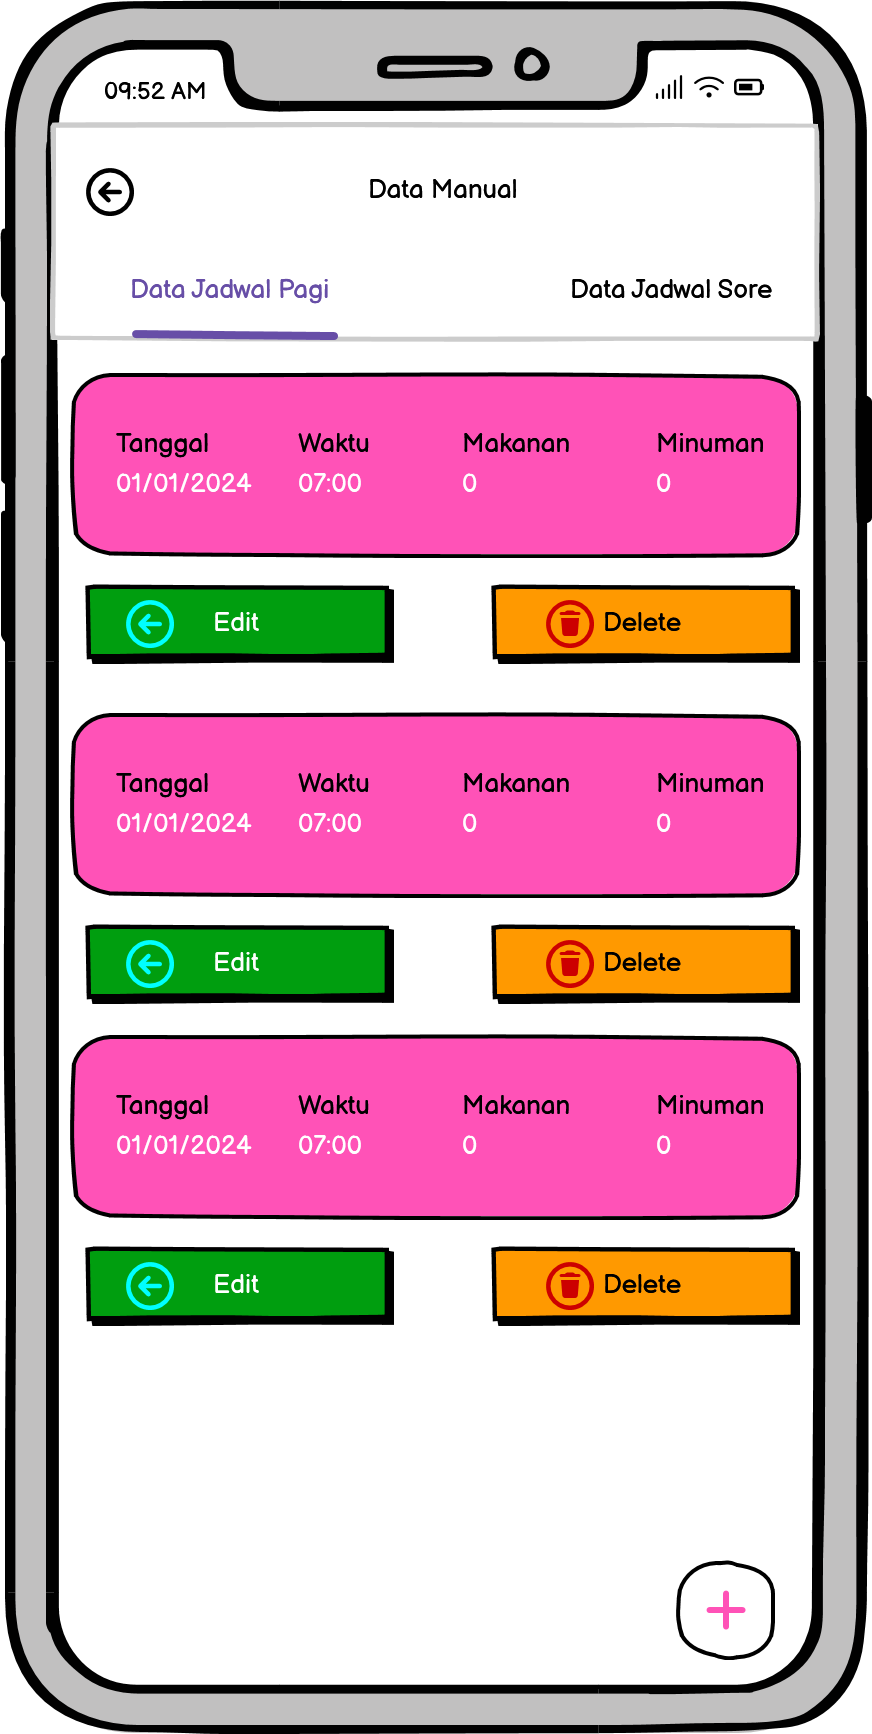 09:52 AM
Data Manual
Data Jadwal Pagi Data Jadwal Sore
Tanggal Waktu Makanan Minuman
01/01/2024 07:00 0 0
Edit Delete
Tanggal Waktu Makanan Minuman
01/01/2024 07:00 0 0
Edit Delete
Tanggal Waktu Makanan Minuman
01/01/2024 07:00 0 0
Edit Delete